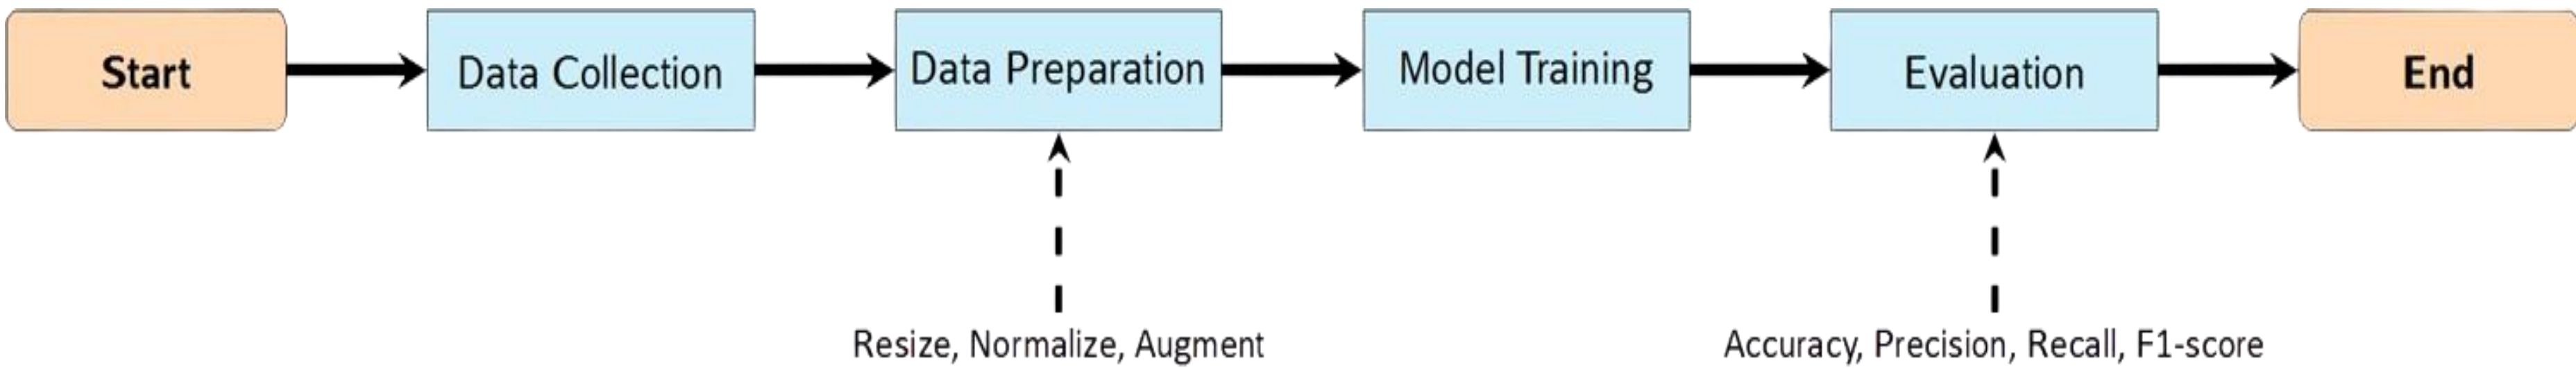 Start
Data Collection
Data Preparation
Model Training
Evaluation
End
Resize, Normalize, Augment
Accuracy, Precision, Recall, F1-score